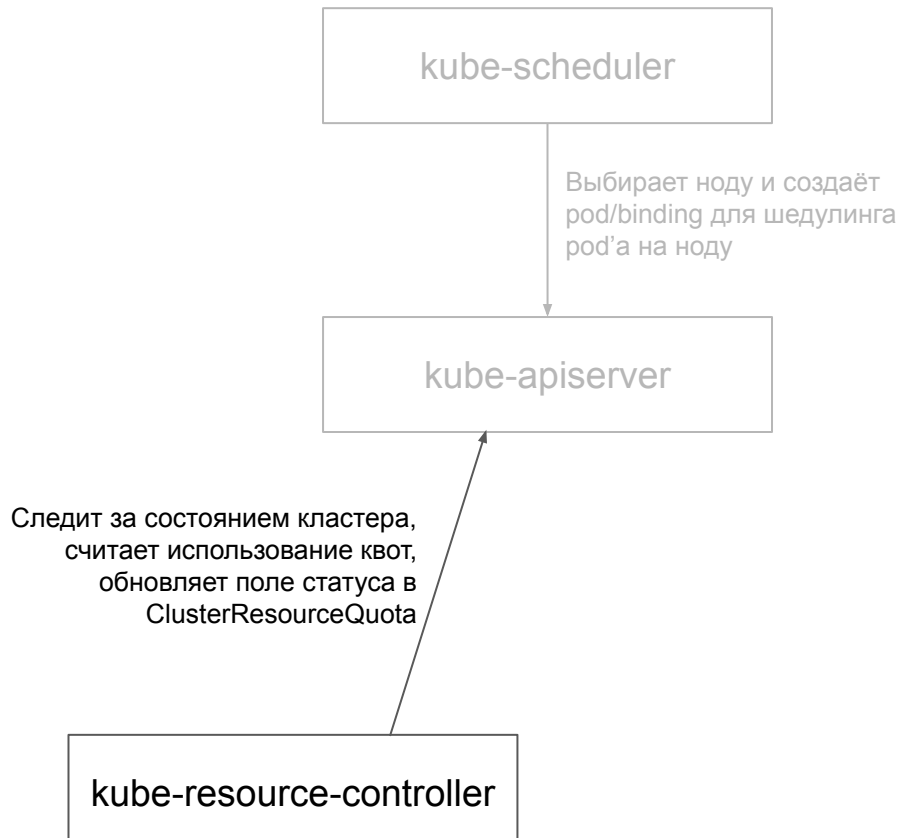 kube-scheduler
Выбирает ноду и создаёт
pod/binding для шедулинга
pod’а на ноду
kube-apiserver
Следит за состоянием кластера,
считает использование квот,
обновляет поле статуса в
ClusterResourceQuota
kube-resource-controller